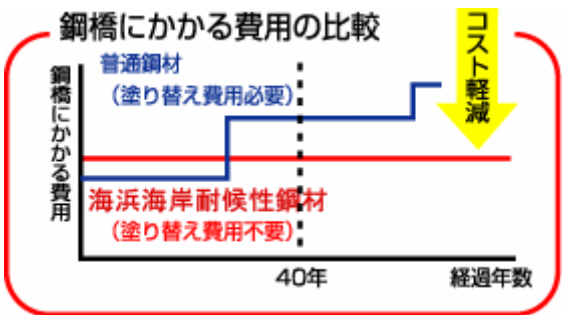 鋼橋にかかる費用の比較
コスト軽減
普通鋼材
（塗り替え費用必要）
鋼橋にかかる費用
海浜海岸耐候性鋼材
（塗り替え費用不要）
40年
経過年数